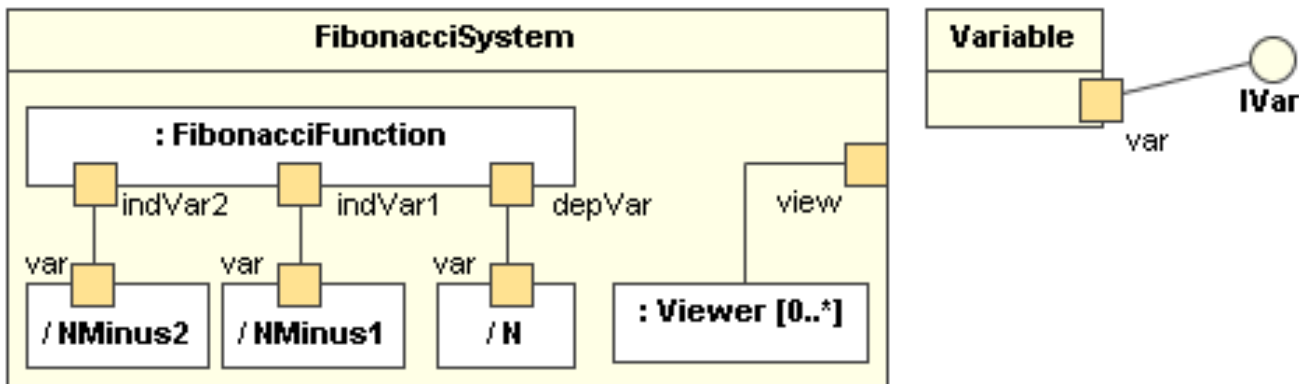 FibonacciSystem
Variable
IVar
var
: FibonacciFunction
indVar2
indVar1
depVar
view
var
var
var
/ NMinus2
/ NMinus1
/ N
: Viewer [0..*]